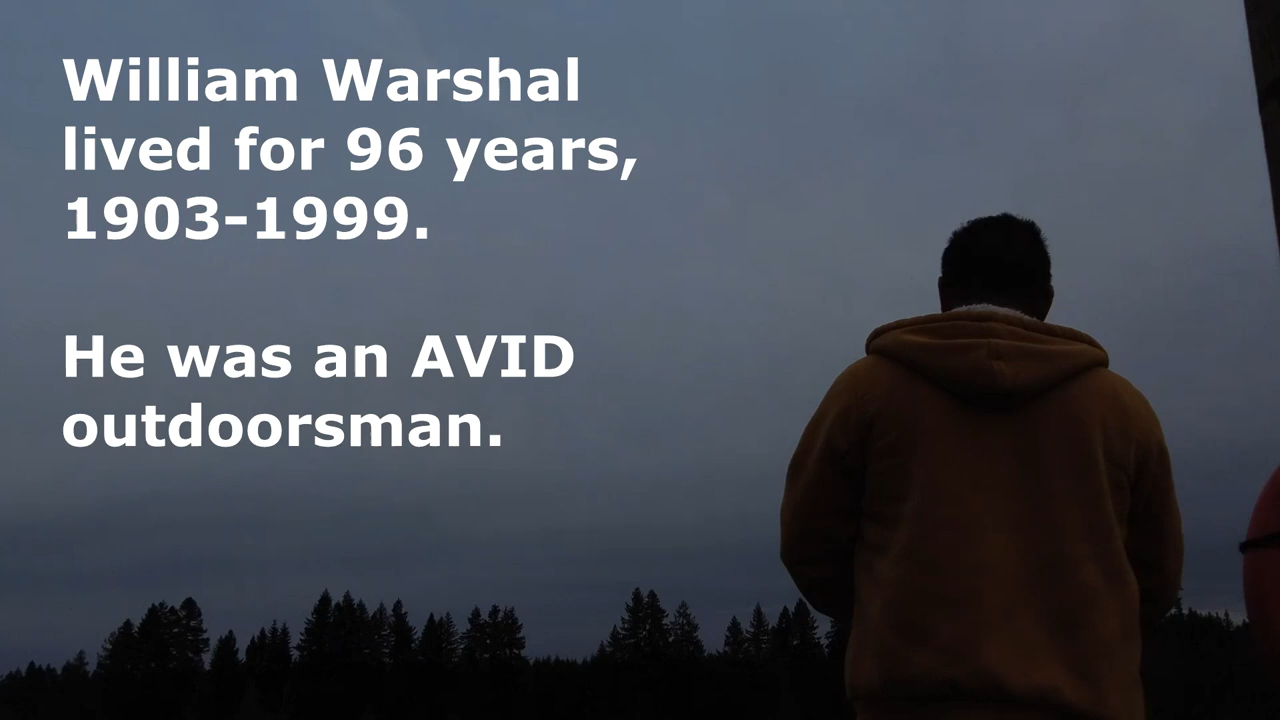 William Warshal
lived for 96 years,
1903-1999.
He was an AVID
outdoorsman.